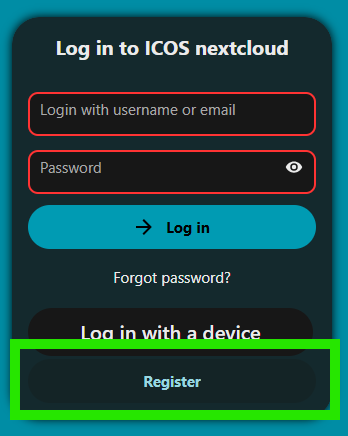 Log in to ICOS nextcloud
Login with username or email
Password
Log in
Forgot password?
Log in with a device
Register